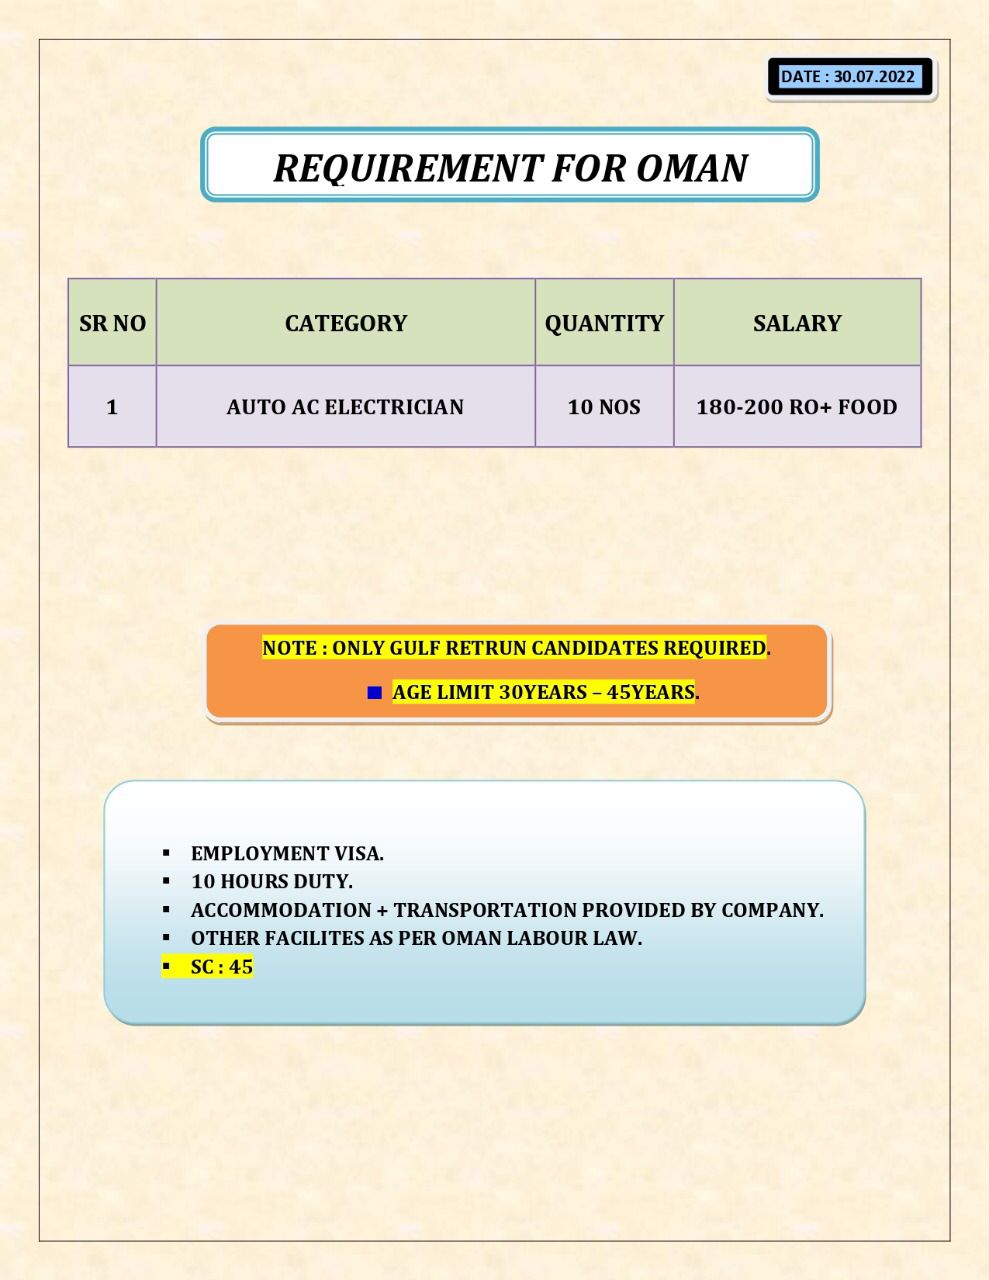 DATE : 30.07.2022
REQUIREMENT FOR OMAN
SR NO CATEGORY QUANTITY SALARY
1 AUTO AC ELECTRICIAN 10 NOS 180-200 RO+ FOOD
NOTE : ONLY GULF RETRUN CANDIDATES REQUIRED.
■ AGE LIMIT 30YEARS – 45YEARS.
▪ EMPLOYMENT VISA.
▪ 10 HOURS DUTY.
▪ ACCOMMODATION + TRANSPORTATION PROVIDED BY COMPANY.
▪ OTHER FACILITES AS PER OMAN LABOUR LAW.
▪ SC : 45